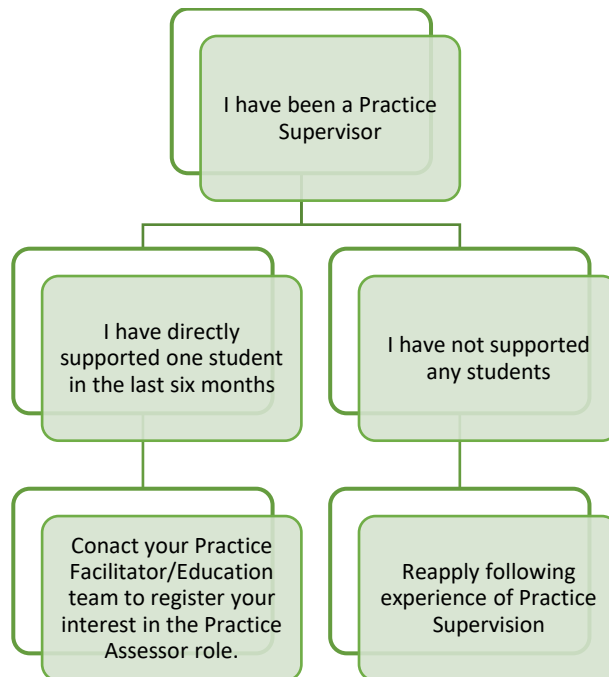 I have been a Practice
Supervisor
I have directly
supported one student
in the last six months
I have not supported
any students
Conact your Practice
Facilitator/Education
team to register your
interest in the Practice
Assessor role.
Reapply following
experience of Practice
Supervision